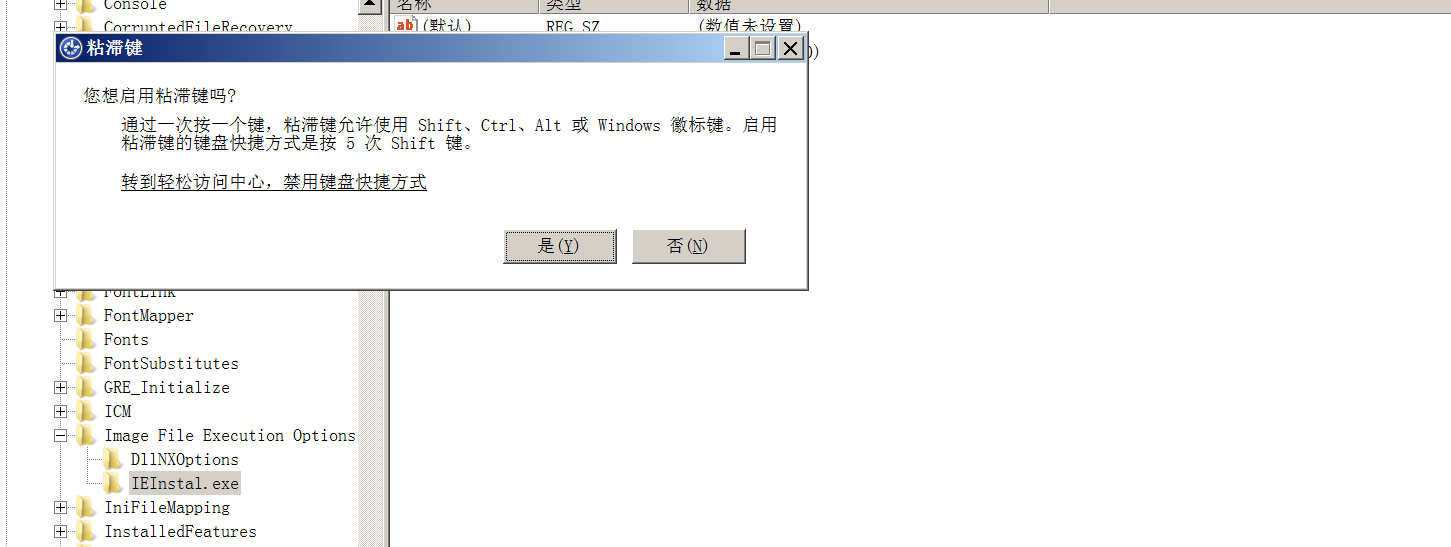 Console
名称 类型 数据
CorruptedFileRecovery
ab (默认) REG_SZ (数值未设置)
粘滞键
0)
您想启用粘滞键吗?
通过一次按一个键，粘滞键允许使用 Shift、Ctrl、Alt 或 Windows 徽标键。启用
粘滞键的键盘快捷方式是按 5 次 Shift 键。
转到轻松访问中心，禁用键盘快捷方式
是(Y) 否(N)
FontLink
FontMapper
Fonts
FontSubstitutes
GRE_Initialize
ICM
Image File Execution Options
DllNXOptions
IEInstal.exe
IniFileMapping
InstalledFeatures